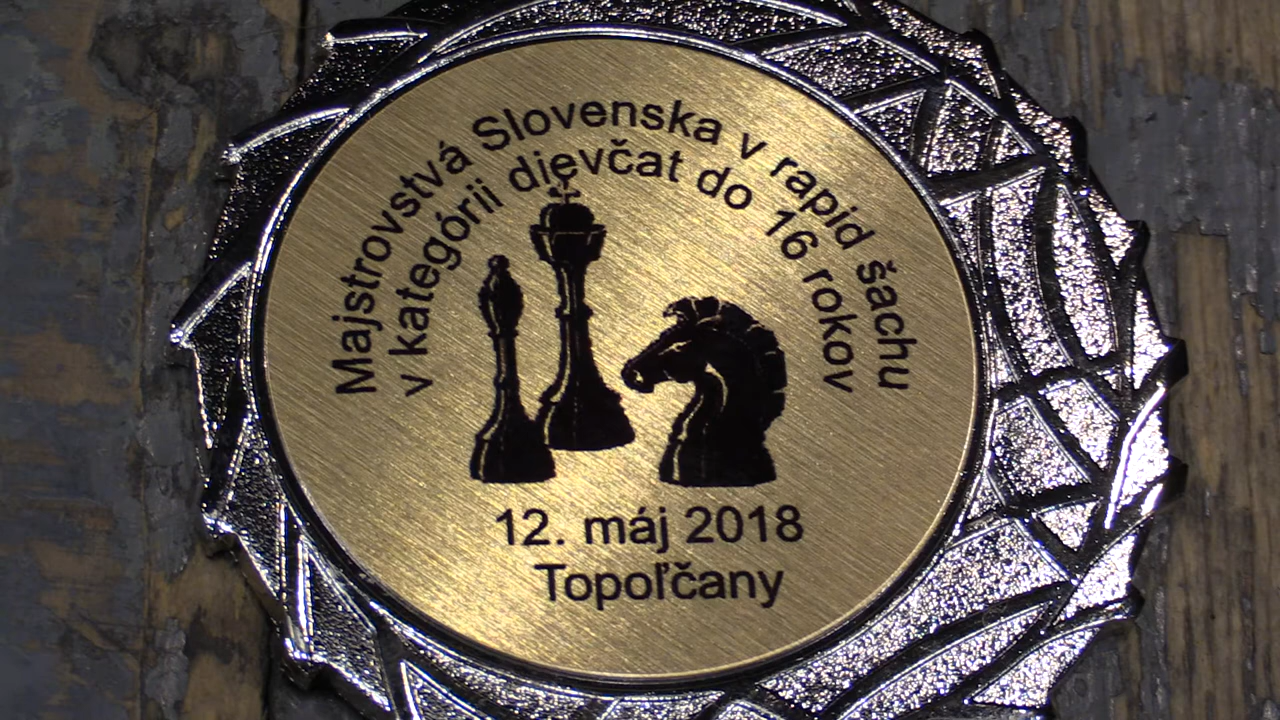 Majstrovstvá Slovenska v rapid šachu
v kategórii dievčat do 16 rokov
12. máj 2018
Topoľčany